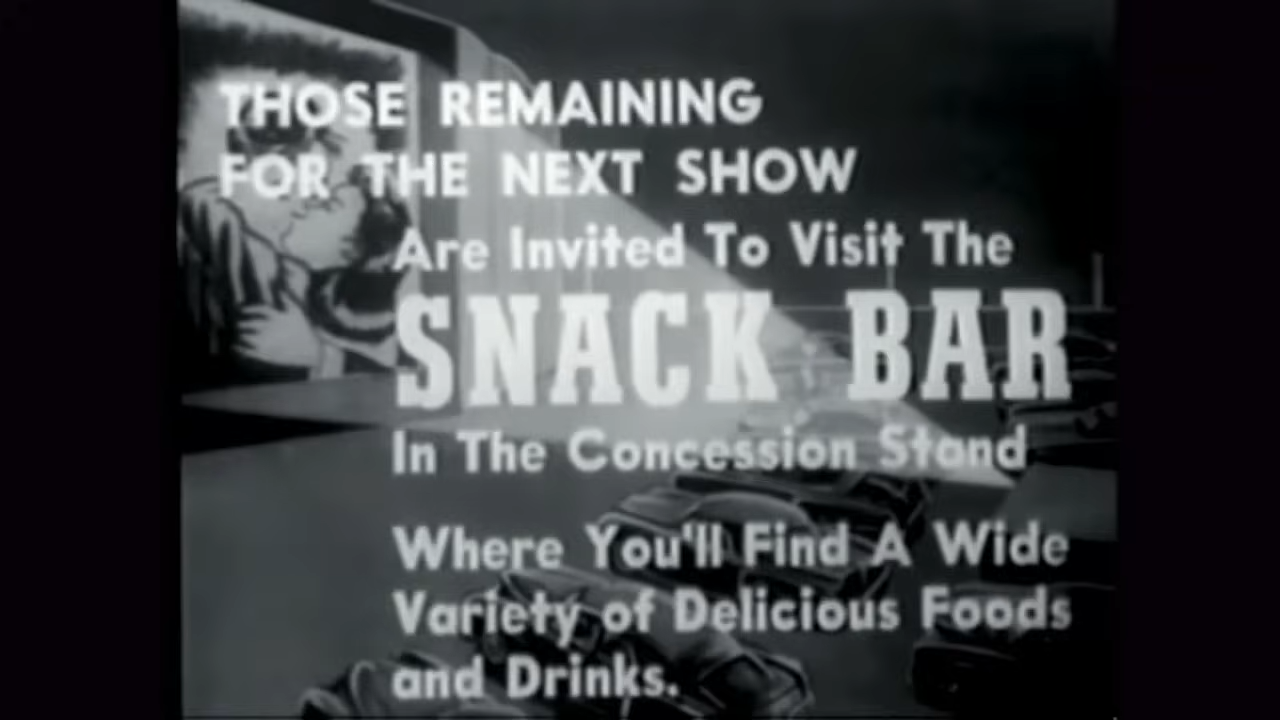 THOSE REMAINING
FOR THE NEXT SHOW
Are Invited To Visit The
SNACK BAR
In The Concession Stand
Where You'll Find A Wide
Variety of Delicious Foods
and Drinks.